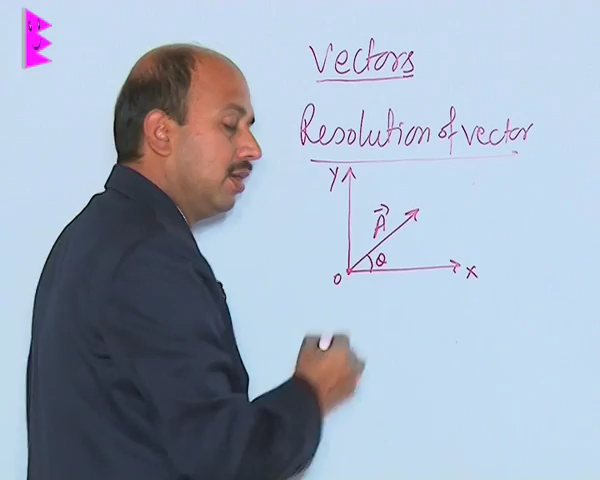 Vectors
Resolution of vector
Y
A
θ
O
X